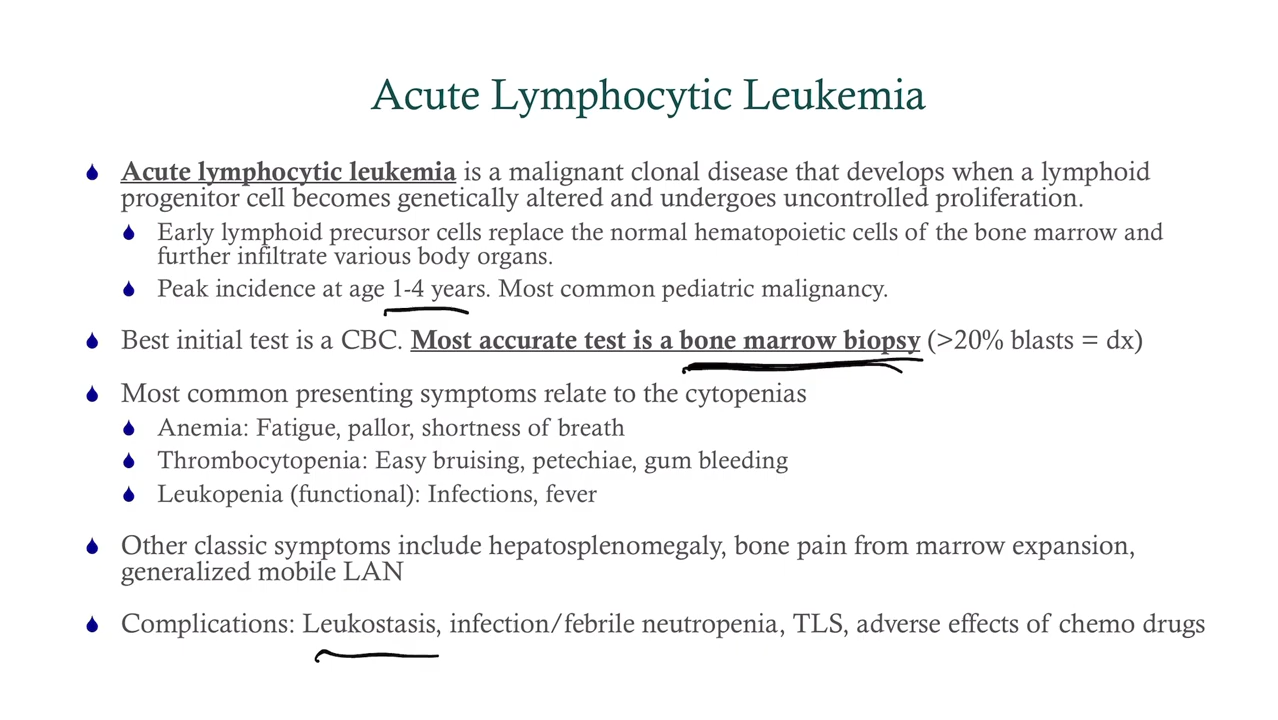 Acute Lymphocytic Leukemia
Acute lymphocytic leukemia is a malignant clonal disease that develops when a lymphoid
progenitor cell becomes genetically altered and undergoes uncontrolled proliferation.
Early lymphoid precursor cells replace the normal hematopoietic cells of the bone marrow and
further infiltrate various body organs.
Peak incidence at age 1-4 years. Most common pediatric malignancy.
Best initial test is a CBC. Most accurate test is a bone marrow biopsy (>20% blasts = dx)
Most common presenting symptoms relate to the cytopenias
Anemia: Fatigue, pallor, shortness of breath
Thrombocytopenia: Easy bruising, petechiae, gum bleeding
Leukopenia (functional): Infections, fever
Other classic symptoms include hepatosplenomegaly, bone pain from marrow expansion,
generalized mobile LAN
Complications: Leukostasis, infection/febrile neutropenia, TLS, adverse effects of chemo drugs